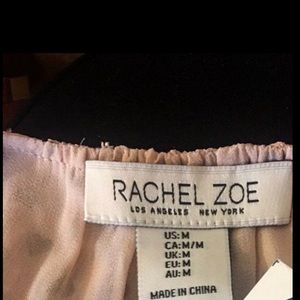 RACHEL ZOE
LOS ANGELES NEW YORK
US: M
CA: M/M
UK: M
EU: M
AU: M
MADE IN CHINA